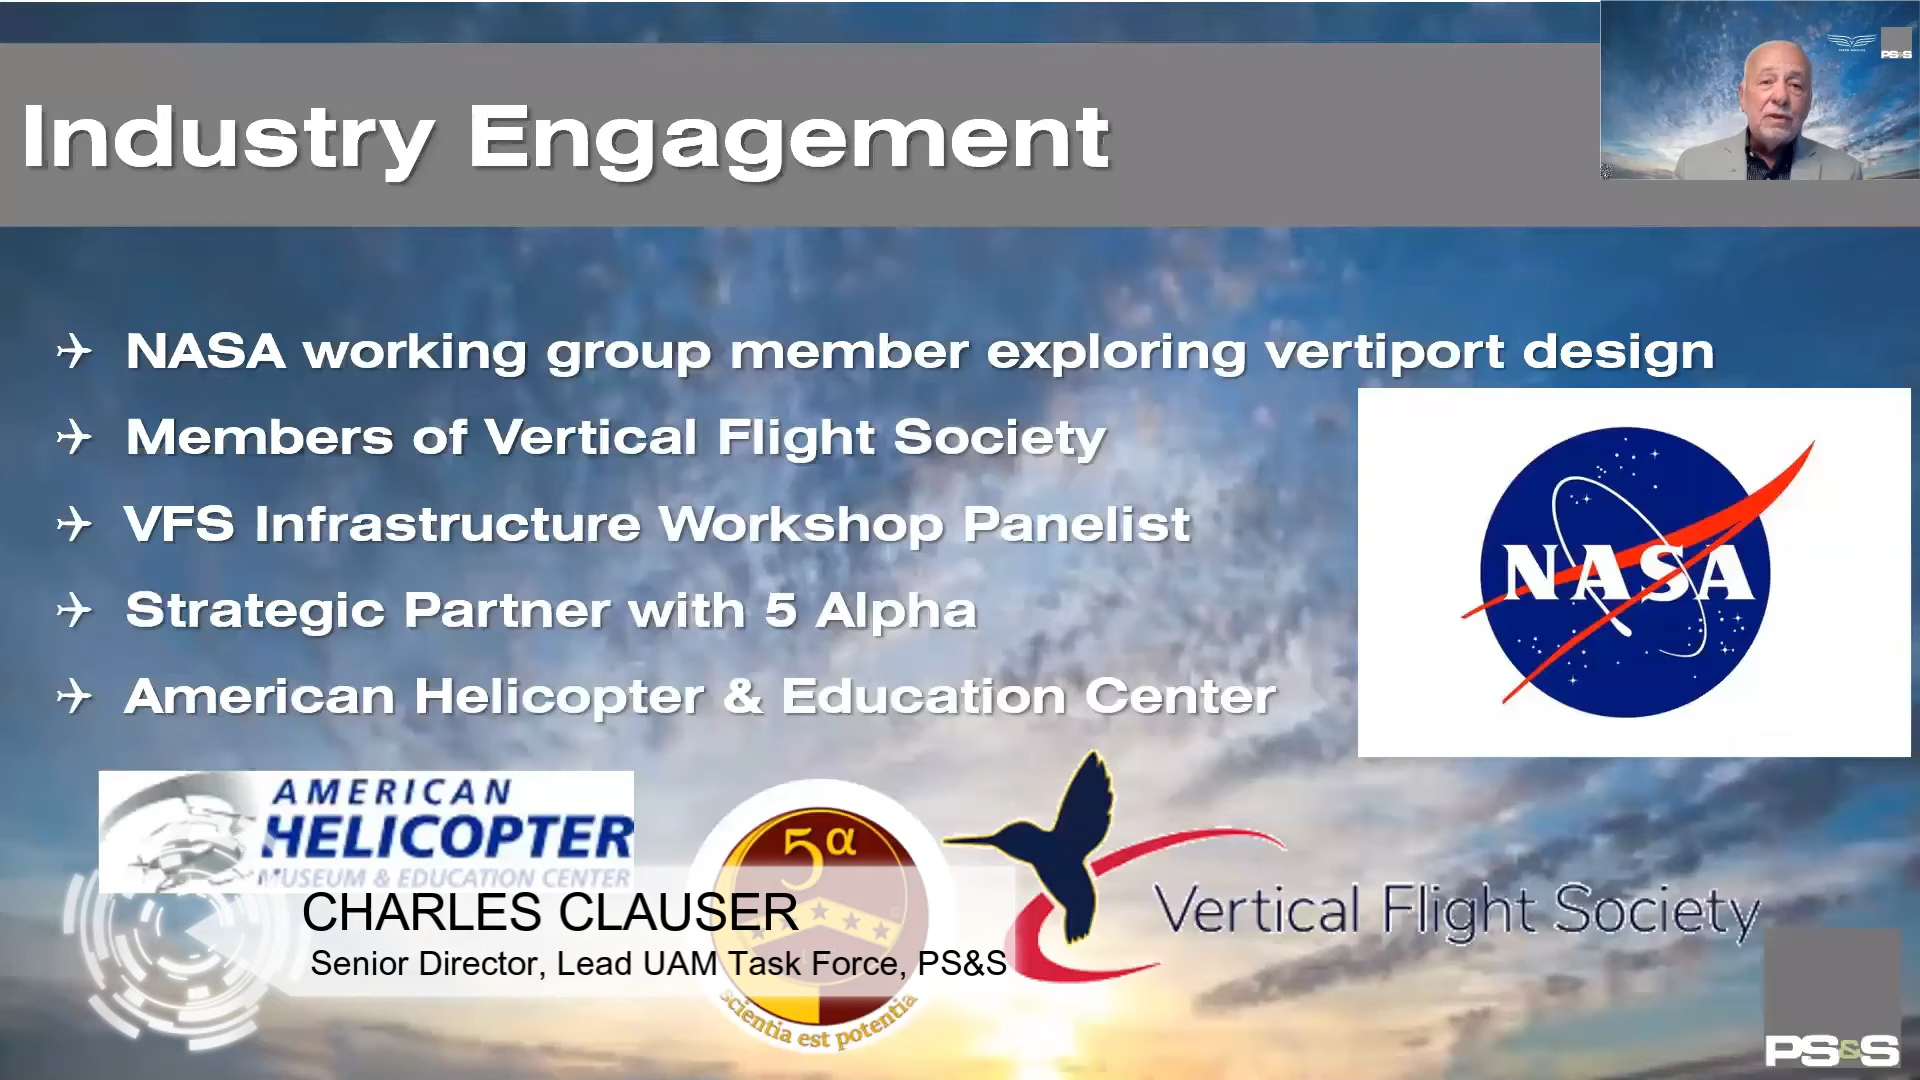 Industry Engagement
PS&S
NASA working group member exploring vertiport design
Members of Vertical Flight Society
VFS Infrastructure Workshop Panelist
Strategic Partner with 5 Alpha
American Helicopter & Education Center
NASA
AMERICAN
HELICOPTER
MUSEUM & EDUCATION CENTER
5α
scientia est potentia
Vertical Flight Society
CHARLES CLAUSER
Senior Director, Lead UAM Task Force, PS&S
PS&S